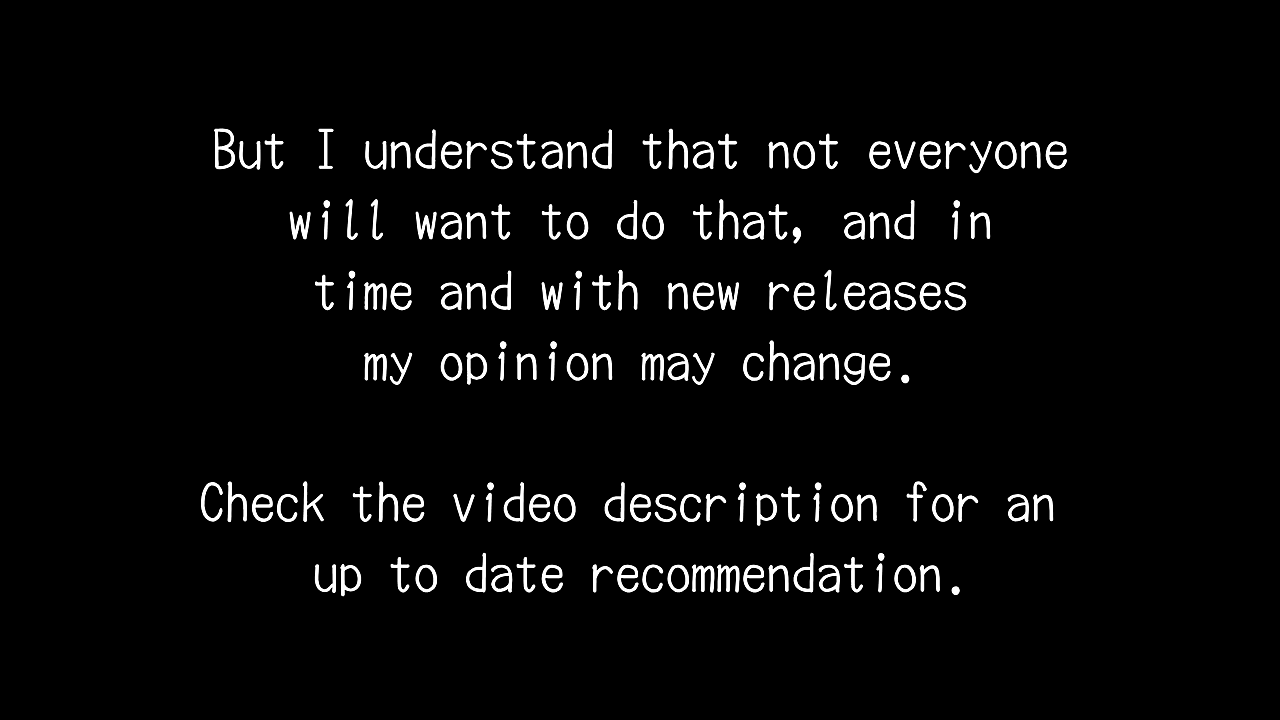 But I understand that not everyone
will want to do that, and in
time and with new releases
my opinion may change.
Check the video description for an
up to date recommendation.